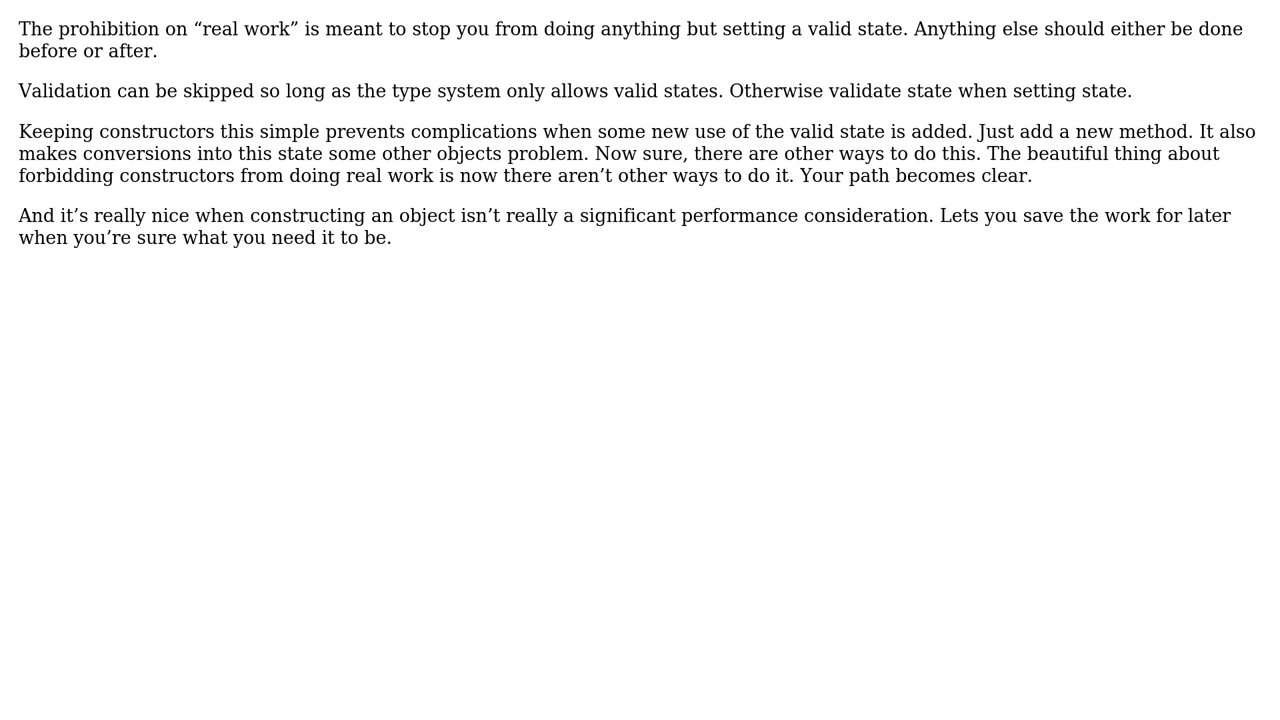 The prohibition on “real work” is meant to stop you from doing anything but setting a valid state. Anything else should either be done
before or after.
Validation can be skipped so long as the type system only allows valid states. Otherwise validate state when setting state.
Keeping constructors this simple prevents complications when some new use of the valid state is added. Just add a new method. It also
makes conversions into this state some other objects problem. Now sure, there are other ways to do this. The beautiful thing about
forbidding constructors from doing real work is now there aren’t other ways to do it. Your path becomes clear.
And it’s really nice when constructing an object isn’t really a significant performance consideration. Lets you save the work for later
when you’re sure what you need it to be.